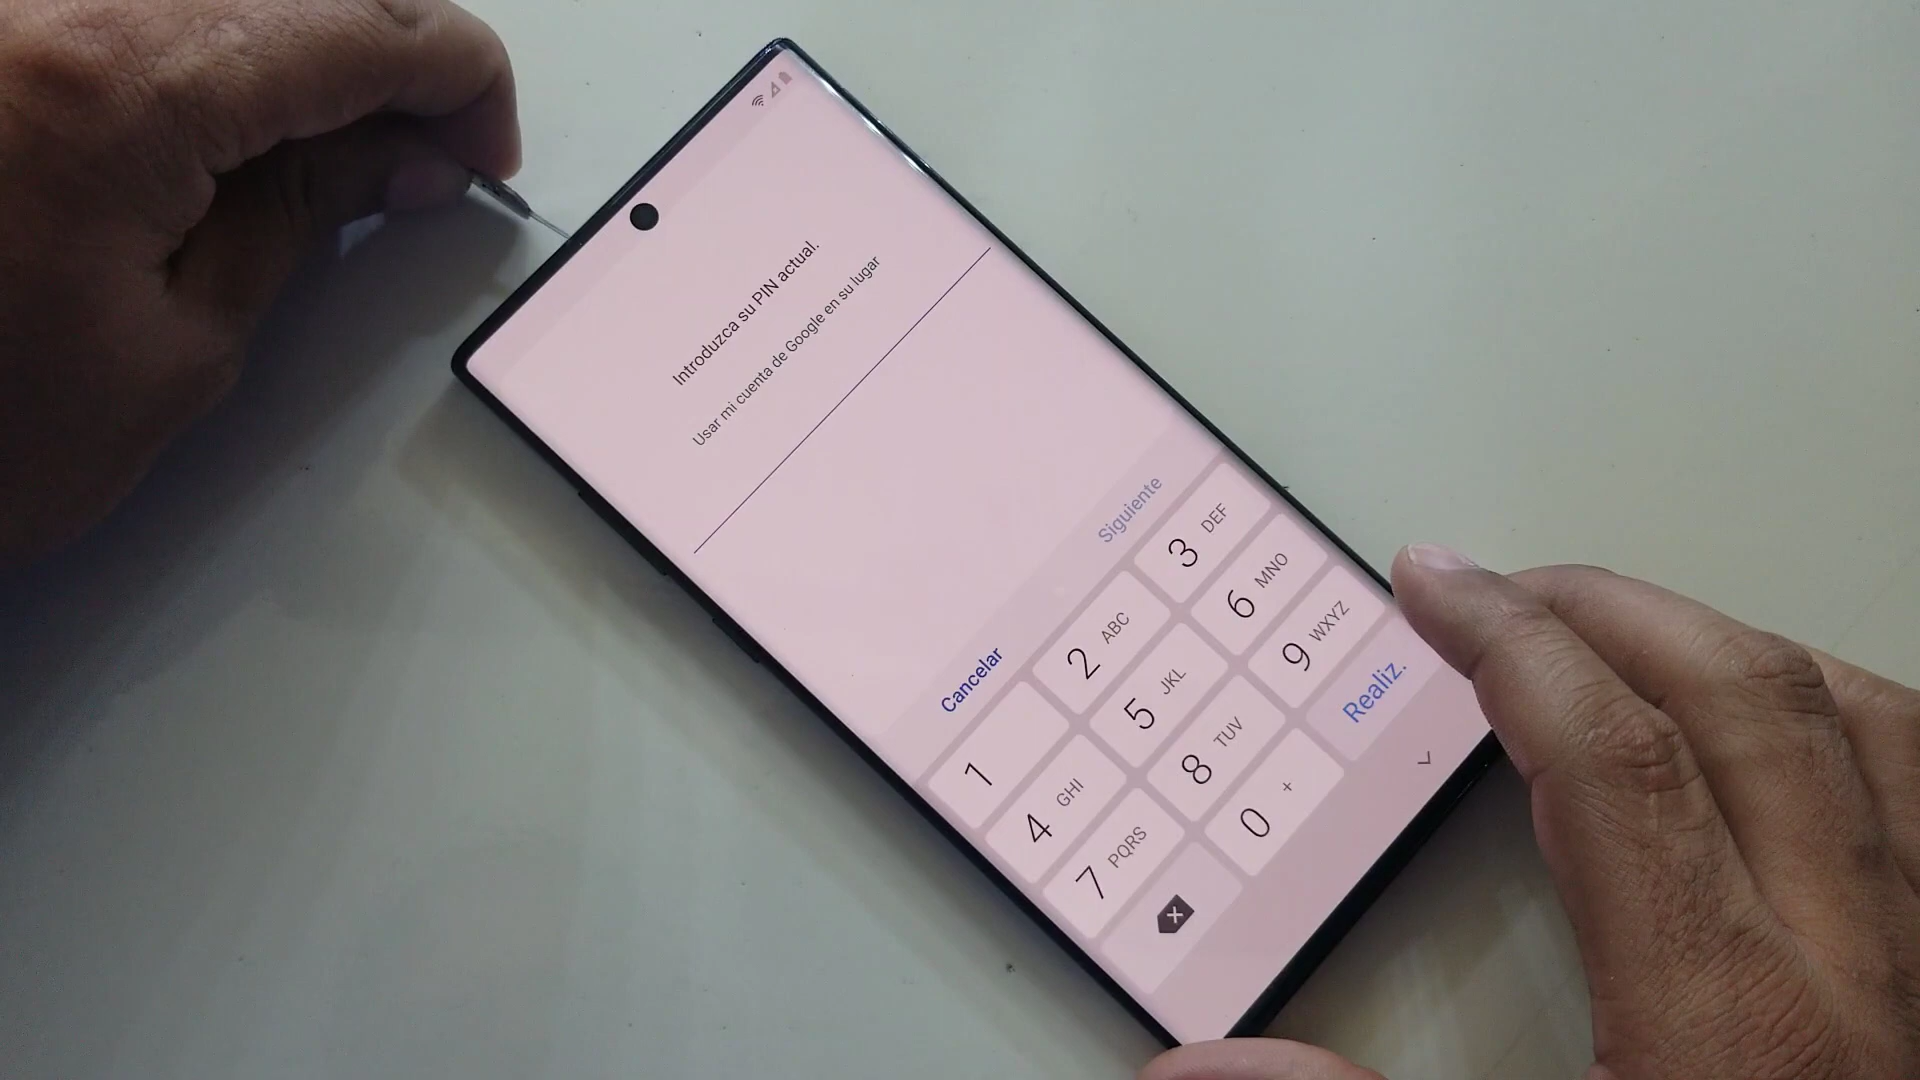 Introduzca su PIN actual.
Usar mi cuenta de Google en su lugar
Cancelar
Siguiente
1
2 ABC
3 DEF
4 GHI
5 JKL
6 MNO
7 PQRS
8 TUV
9 WXYZ
0 +
Realiz.